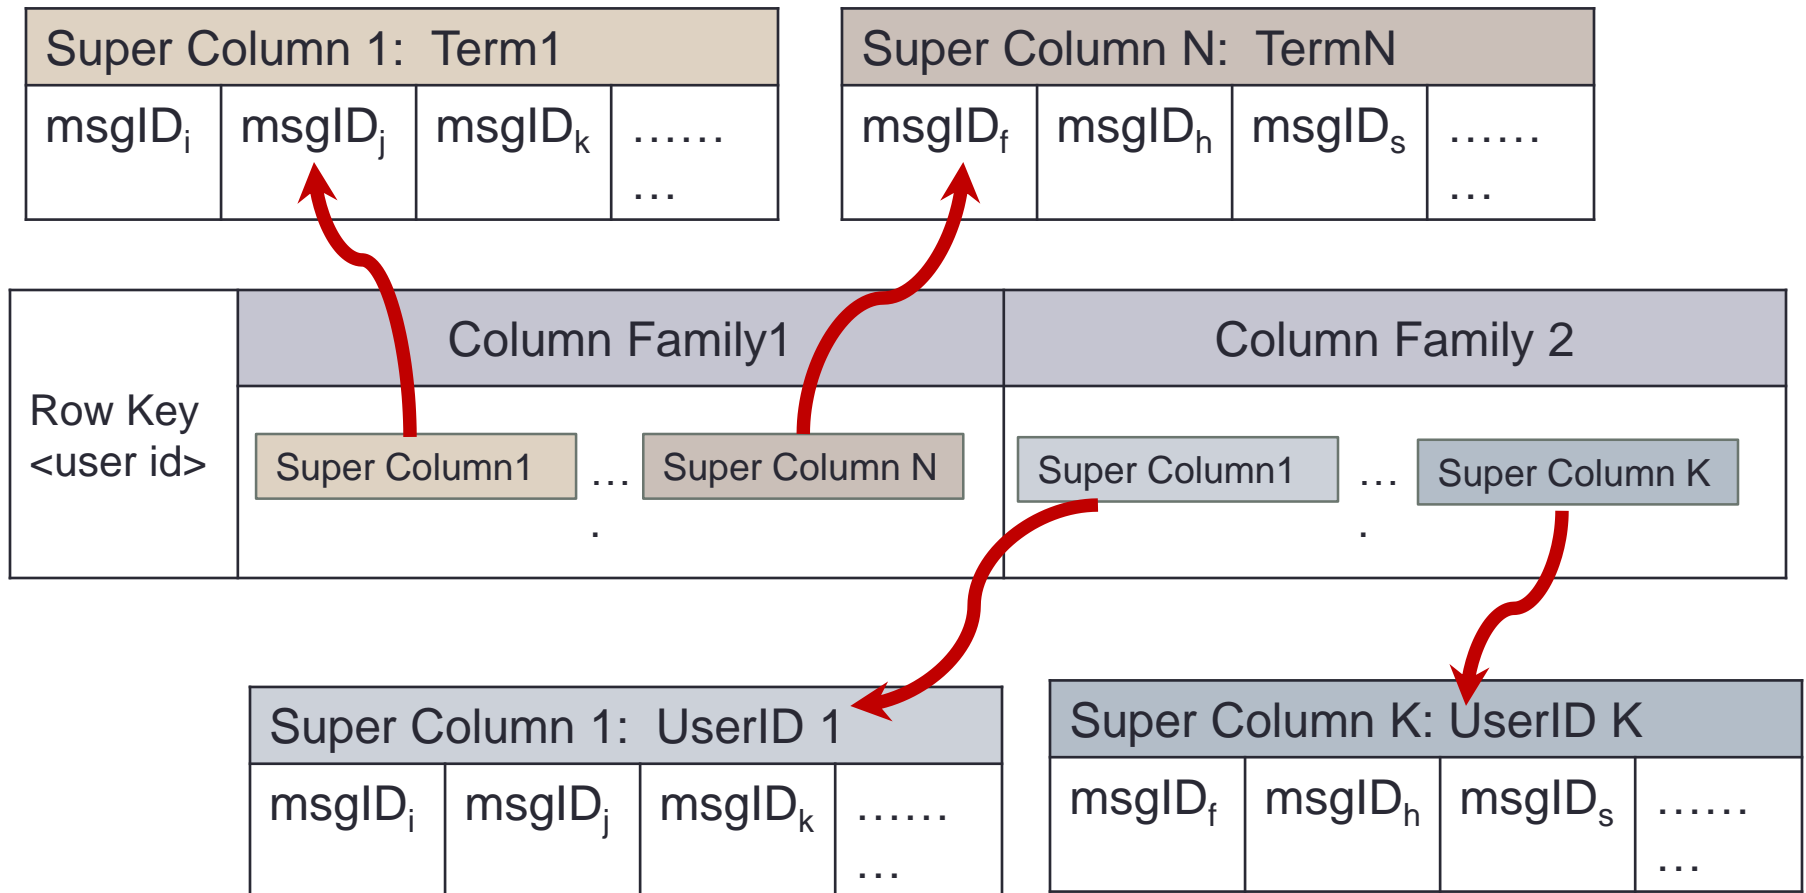 Super Column 1:  Term1
msgIDi msgIDj msgIDk ……
…
Super Column N:  TermN
msgIDf msgIDh msgIDs ……
…
Row Key
<user id>
Column Family1
Column Family 2
Super Column1 … Super Column N
.
Super Column1 … Super Column K
.
Super Column 1:  UserID 1
msgIDi msgIDj msgIDk ……
…
Super Column K: UserID K
msgIDf msgIDh msgIDs ……
…